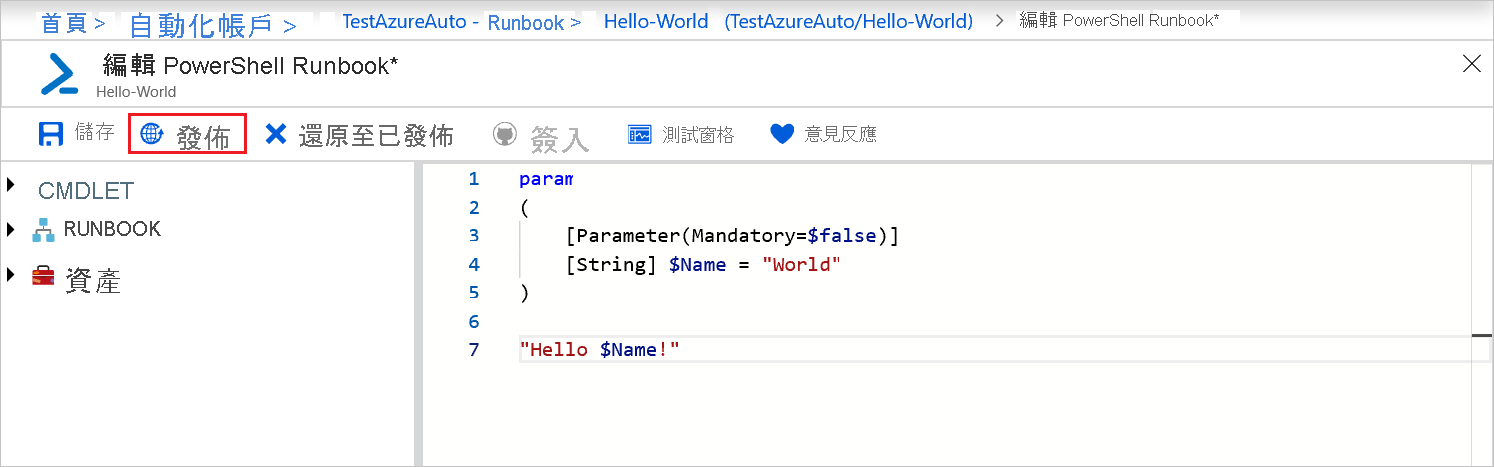 首頁 > 自動化帳戶 > TestAzureAuto - Runbook > Hello-World (TestAzureAuto/Hello-World) > 編輯 PowerShell Runbook*
編輯 PowerShell Runbook*
Hello-World
儲存 發佈 還原至已發佈 簽入 測試窗格 意見反應
CMDLET
RUNBOOK
資產
1 param
2 (
3 [Parameter(Mandatory=$false)]
4 [String] $Name = "World"
5 )
6
7 "Hello $Name!"